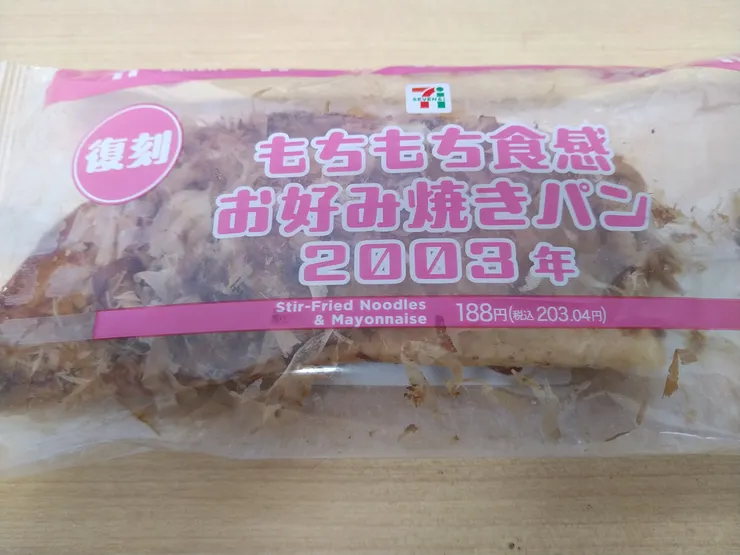 SEVEN&i
復刻
もちもち食感
お好み焼きパン
2003年
Stir-Fried Noodles
& Mayonnaise
188円(税込203.04円)